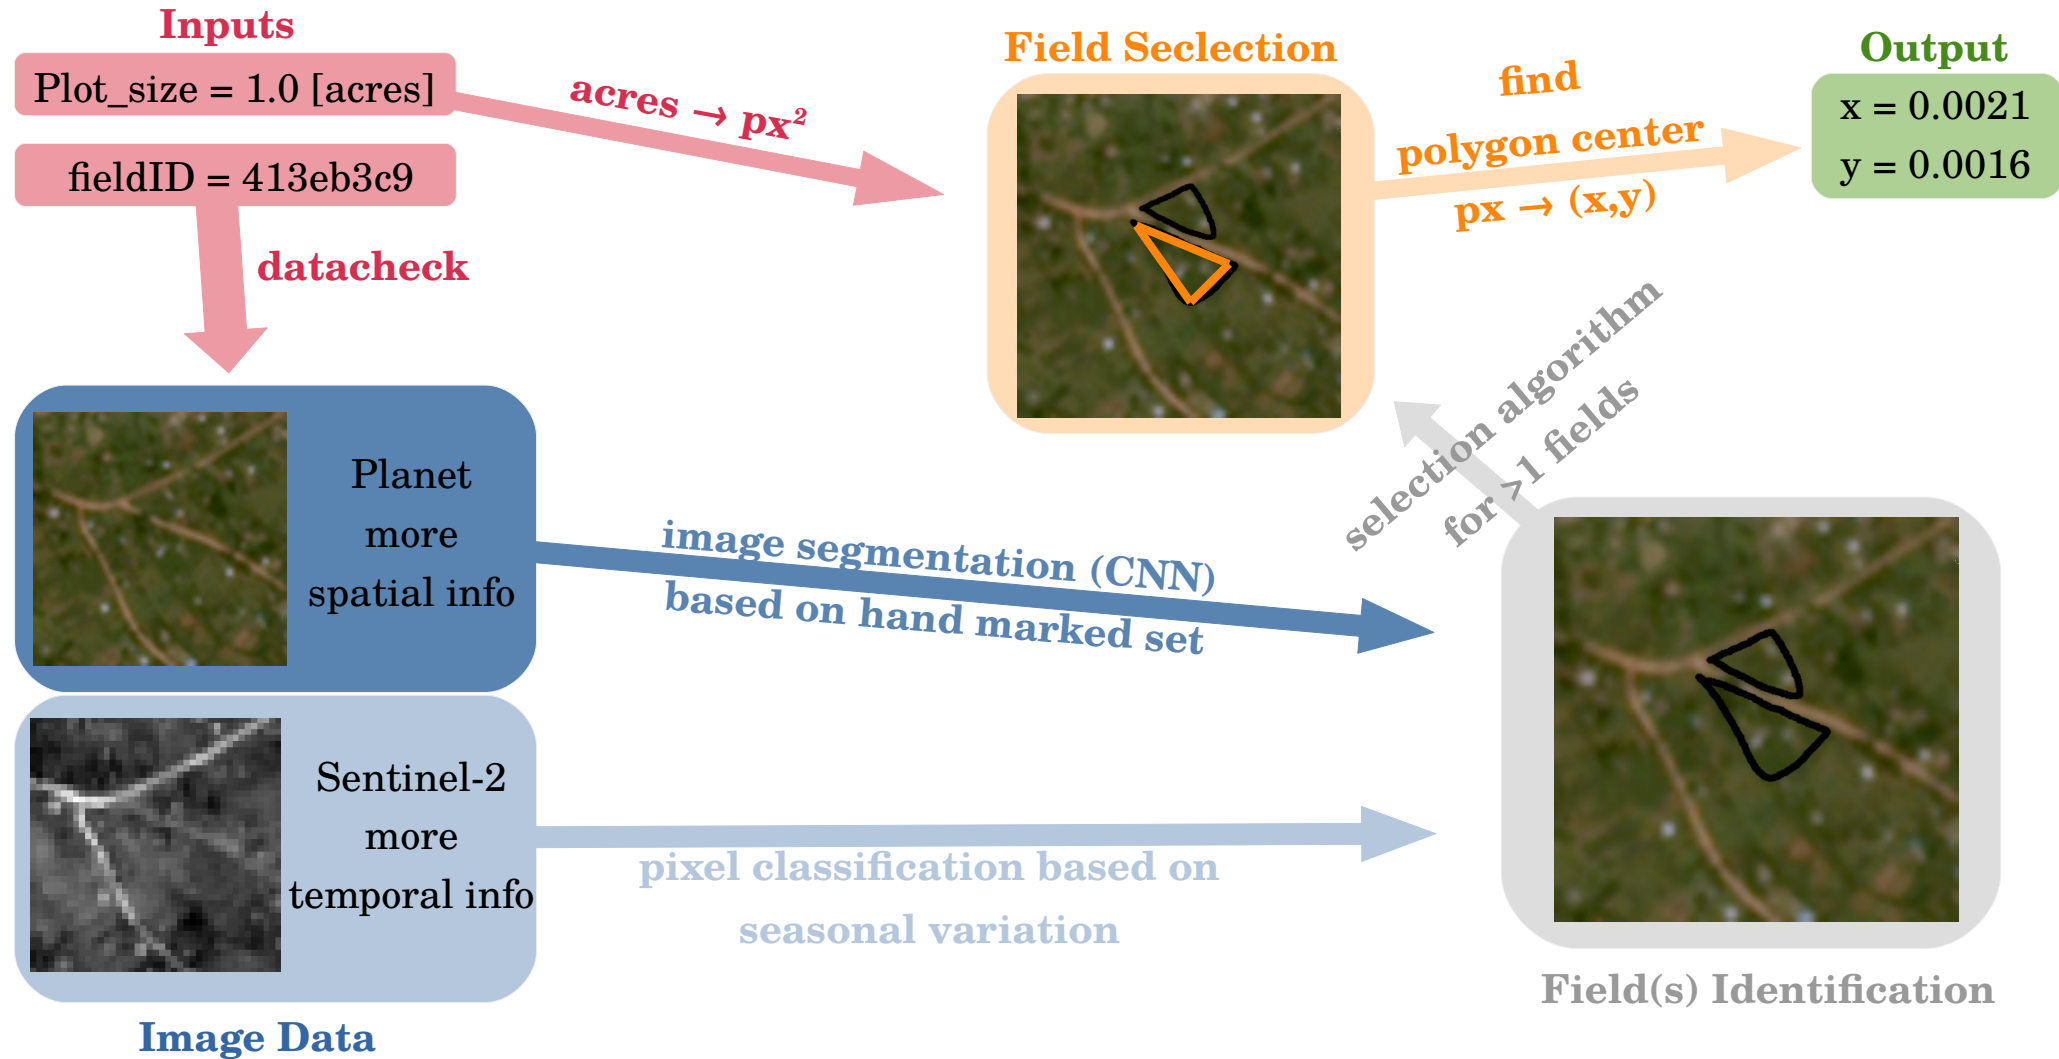 Inputs
Plot_size = 1.0 [acres]
fieldID = 413eb3c9
acres → px²
datacheck
Field Seclection
find
polygon center
px → (x,y)
Output
x = 0.0021
y = 0.0016
Planet
more
spatial info
image segmentation (CNN)
based on hand marked set
selection algorithm
for >1 fields
Sentinel-2
more
temporal info
pixel classification based on
seasonal variation
Field(s) Identification
Image Data